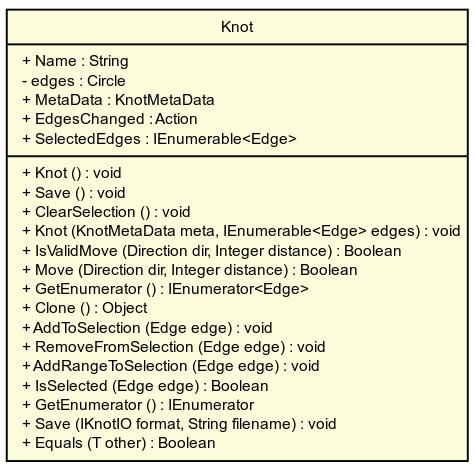 Knot
+ Name : String
- edges : Circle
+ MetaData : KnotMetaData
+ EdgesChanged : Action
+ SelectedEdges : IEnumerable<Edge>
+ Knot () : void
+ Save () : void
+ ClearSelection () : void
+ Knot (KnotMetaData meta, IEnumerable<Edge> edges) : void
+ IsValidMove (Direction dir, Integer distance) : Boolean
+ Move (Direction dir, Integer distance) : Boolean
+ GetEnumerator () : IEnumerator<Edge>
+ Clone () : Object
+ AddToSelection (Edge edge) : void
+ RemoveFromSelection (Edge edge) : void
+ AddRangeToSelection (Edge edge) : void
+ IsSelected (Edge edge) : Boolean
+ GetEnumerator () : IEnumerator
+ Save (IKnotIO format, String filename) : void
+ Equals (T other) : Boolean